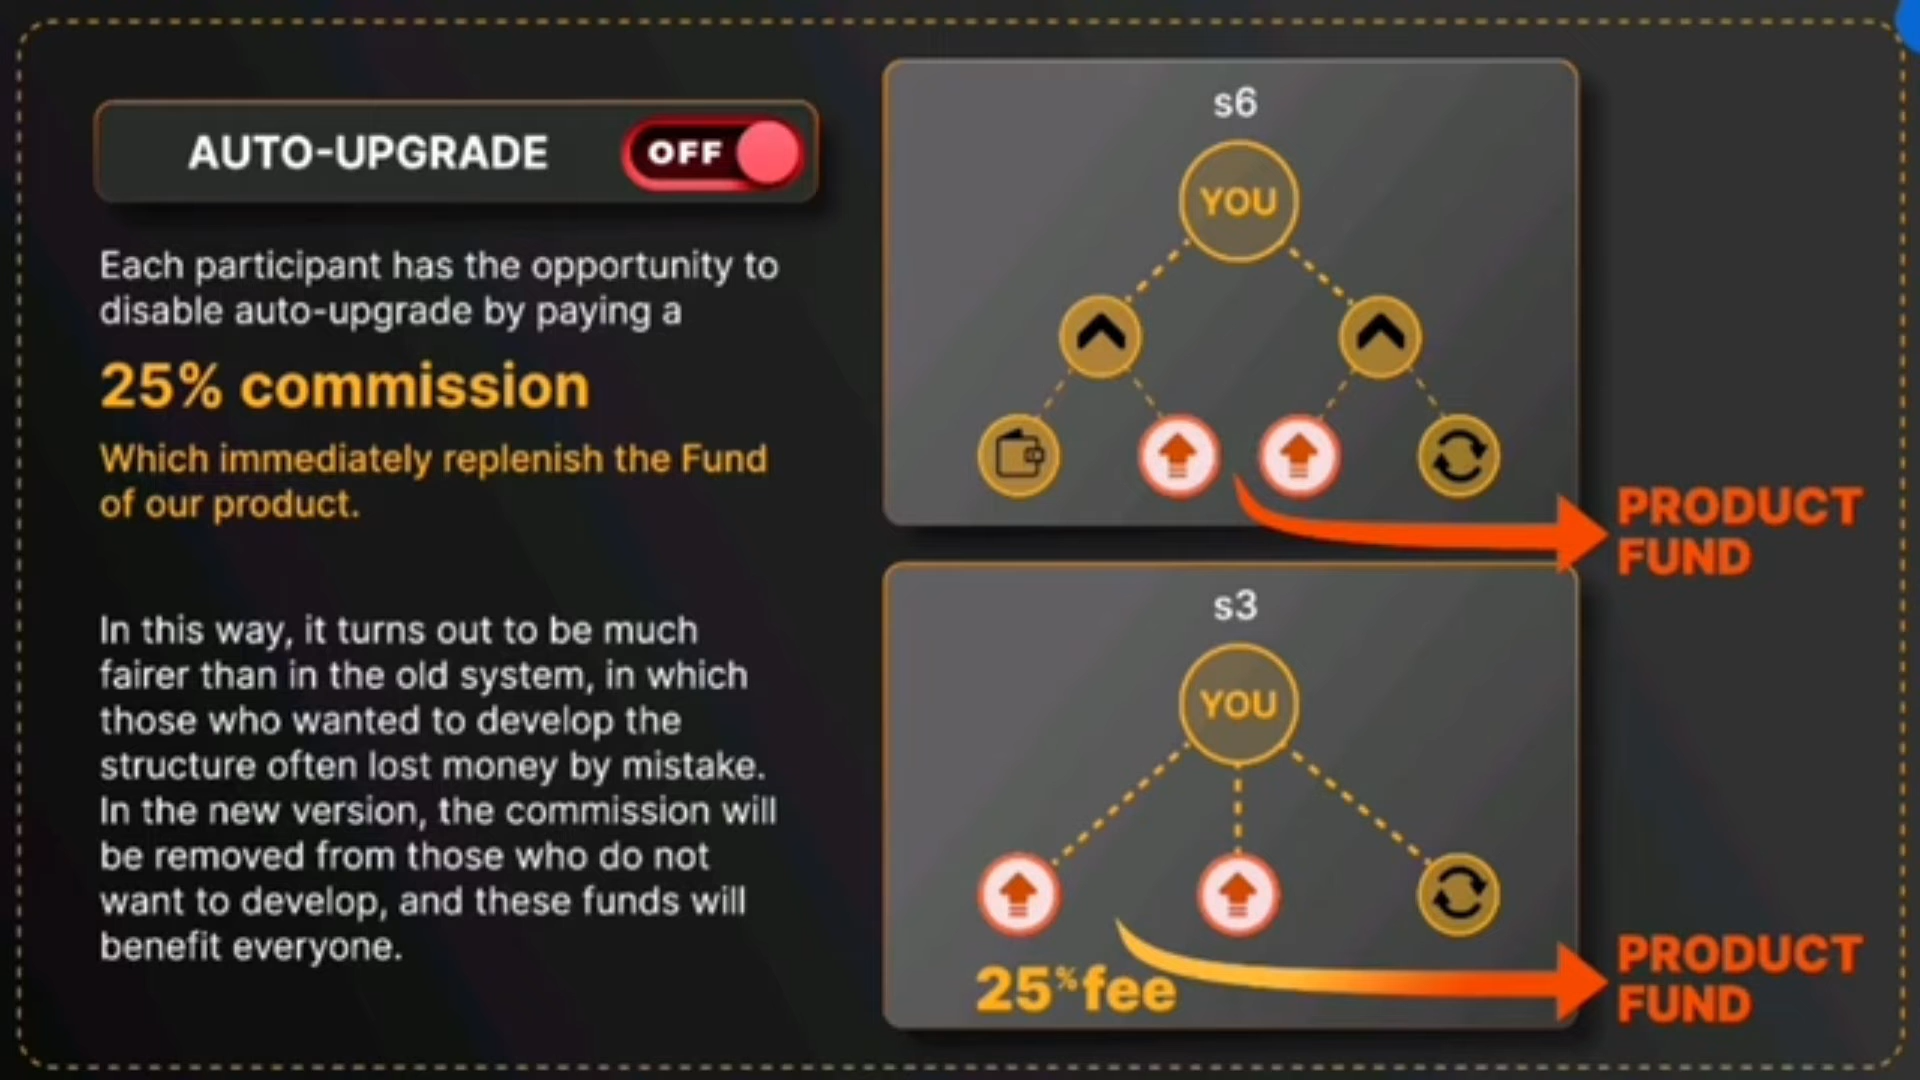 AUTO-UPGRADE
OFF
Each participant has the opportunity to
disable auto-upgrade by paying a
25% commission
Which immediately replenish the Fund
of our product.
In this way, it turns out to be much
fairer than in the old system, in which
those who wanted to develop the
structure often lost money by mistake.
In the new version, the commission will
be removed from those who do not
want to develop, and these funds will
benefit everyone.
s6
YOU
PRODUCT
FUND
s3
YOU
25% fee
PRODUCT
FUND